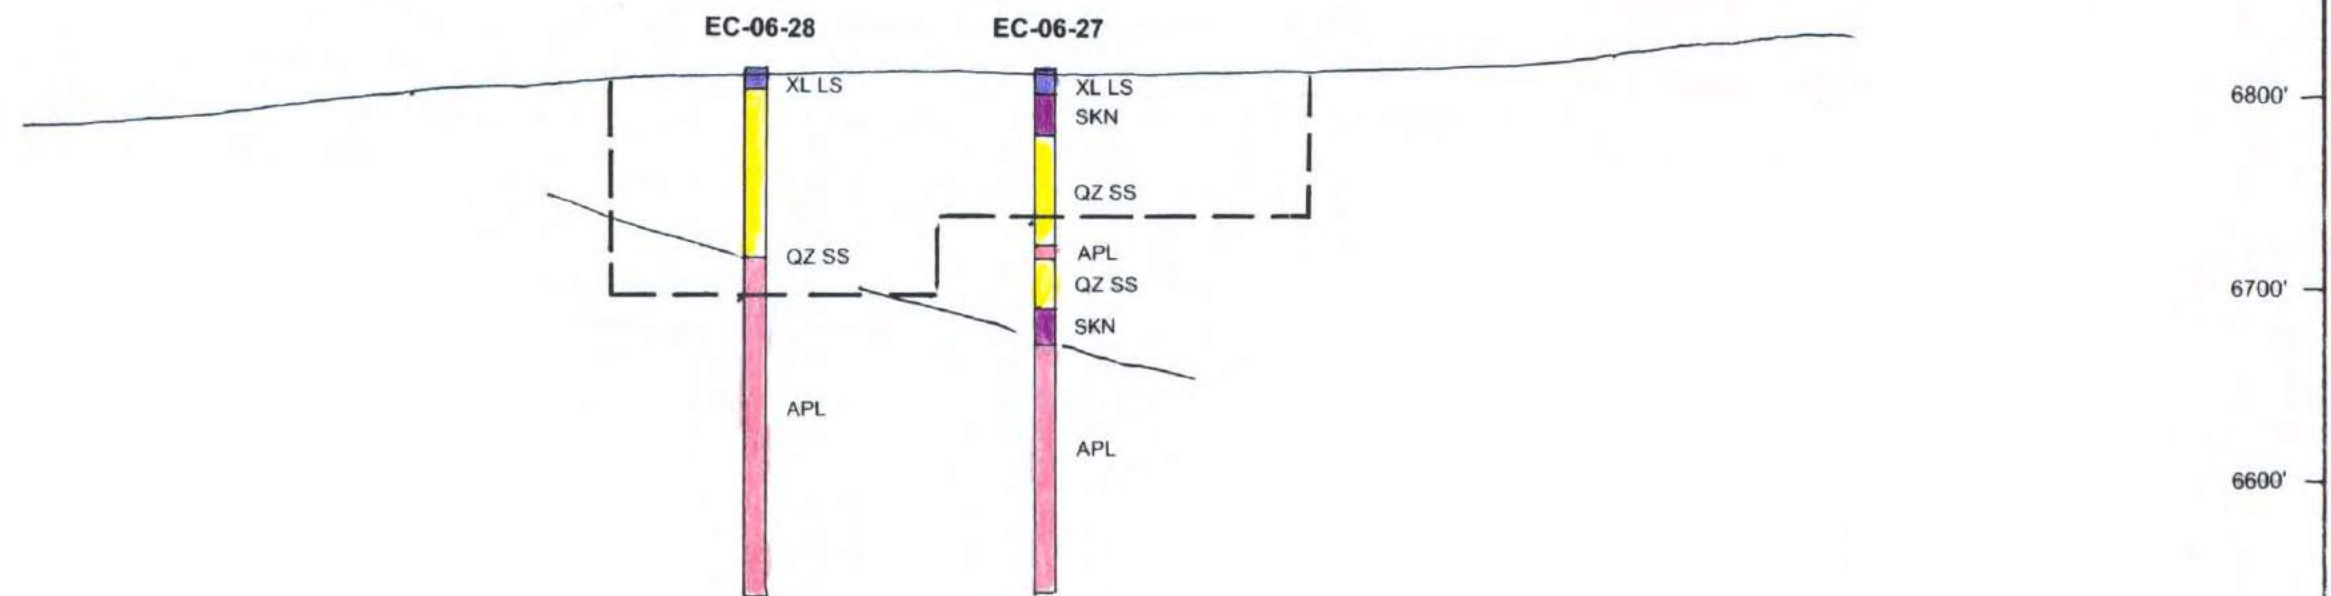 EC-06-28
EC-06-27
XL LS
XL LS
6800'
SKN
QZ SS
APL
QZ SS
QZ SS
6700'
SKN
APL
APL
6600'